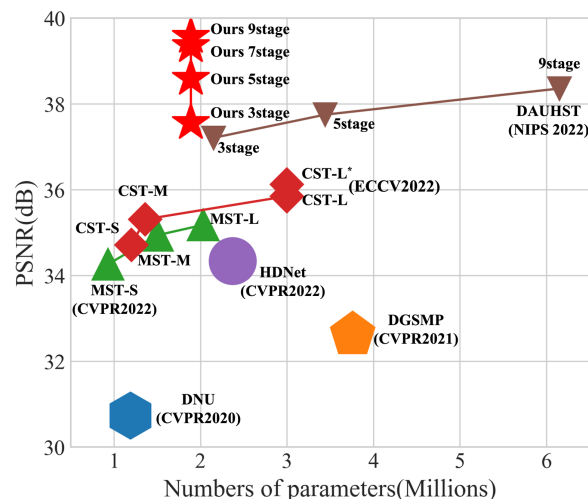 40
Ours 9stage
Ours 7stage
Ours 5stage
Ours 3stage
9stage
DAUHST
(NIPS 2022)
38
5stage
3stage
36
CST-L*
(ECCV2022)
CST-L
CST-M
CST-S
MST-L
MST-M
MST-S
(CVPR2022)
34
HDNet
(CVPR2022)
DGSMP
(CVPR2021)
32
DNU
(CVPR2020)
30
PSNR(dB)
1 2 3 4 5 6
Numbers of parameters(Millions)